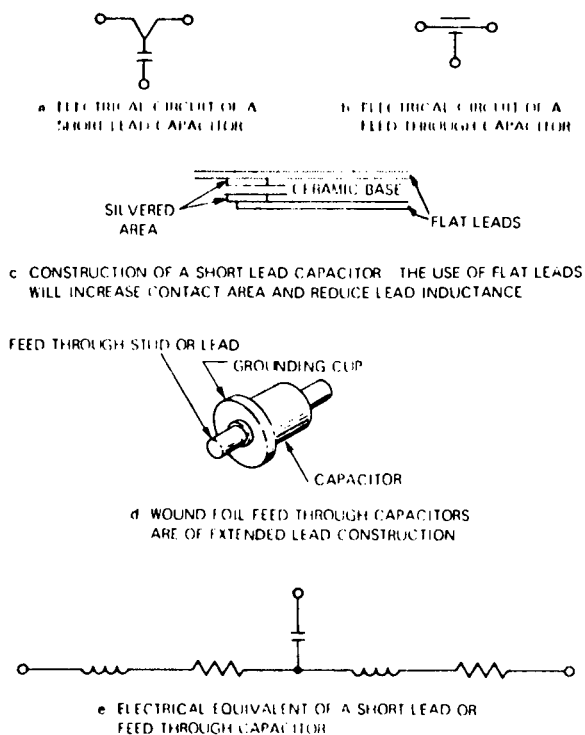 a ELECTRICAL CIRCUIT OF A
SHORT LEAD CAPACITOR
b ELECTRICAL CIRCUIT OF A
FEED THROUGH CAPACITOR
CERAMIC BASE
SILVERED
AREA
FLAT LEADS
c CONSTRUCTION OF A SHORT LEAD CAPACITOR THE USE OF FLAT LEADS
WILL INCREASE CONTACT AREA AND REDUCE LEAD INDUCTANCE
FEED THROUGH STUD OR LEAD
GROUNDING CUP
CAPACITOR
d WOUND FOIL FEED THROUGH CAPACITORS
ARE OF EXTENDED LEAD CONSTRUCTION
e ELECTRICAL EQUIVALENT OF A SHORT LEAD OR
FEED THROUGH CAPACITOR